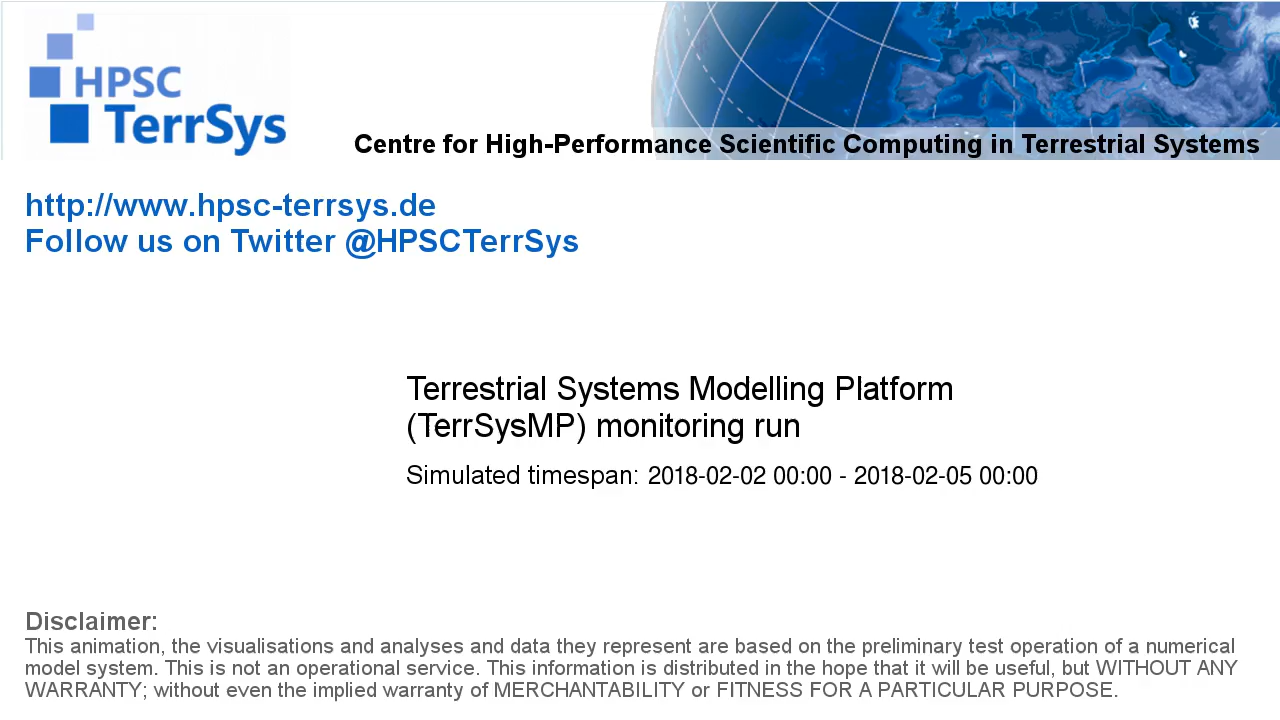 HPSC
TerrSys
Centre for High-Performance Scientific Computing in Terrestrial Systems
http://www.hpsc-terrsys.de
Follow us on Twitter @HPSCTerrSys
Terrestrial Systems Modelling Platform
(TerrSysMP) monitoring run
Simulated timespan: 2018-02-02 00:00 - 2018-02-05 00:00
Disclaimer:
This animation, the visualisations and analyses and data they represent are based on the preliminary test operation of a numerical
model system. This is not an operational service. This information is distributed in the hope that it will be useful, but WITHOUT ANY
WARRANTY; without even the implied warranty of MERCHANTABILITY or FITNESS FOR A PARTICULAR PURPOSE.